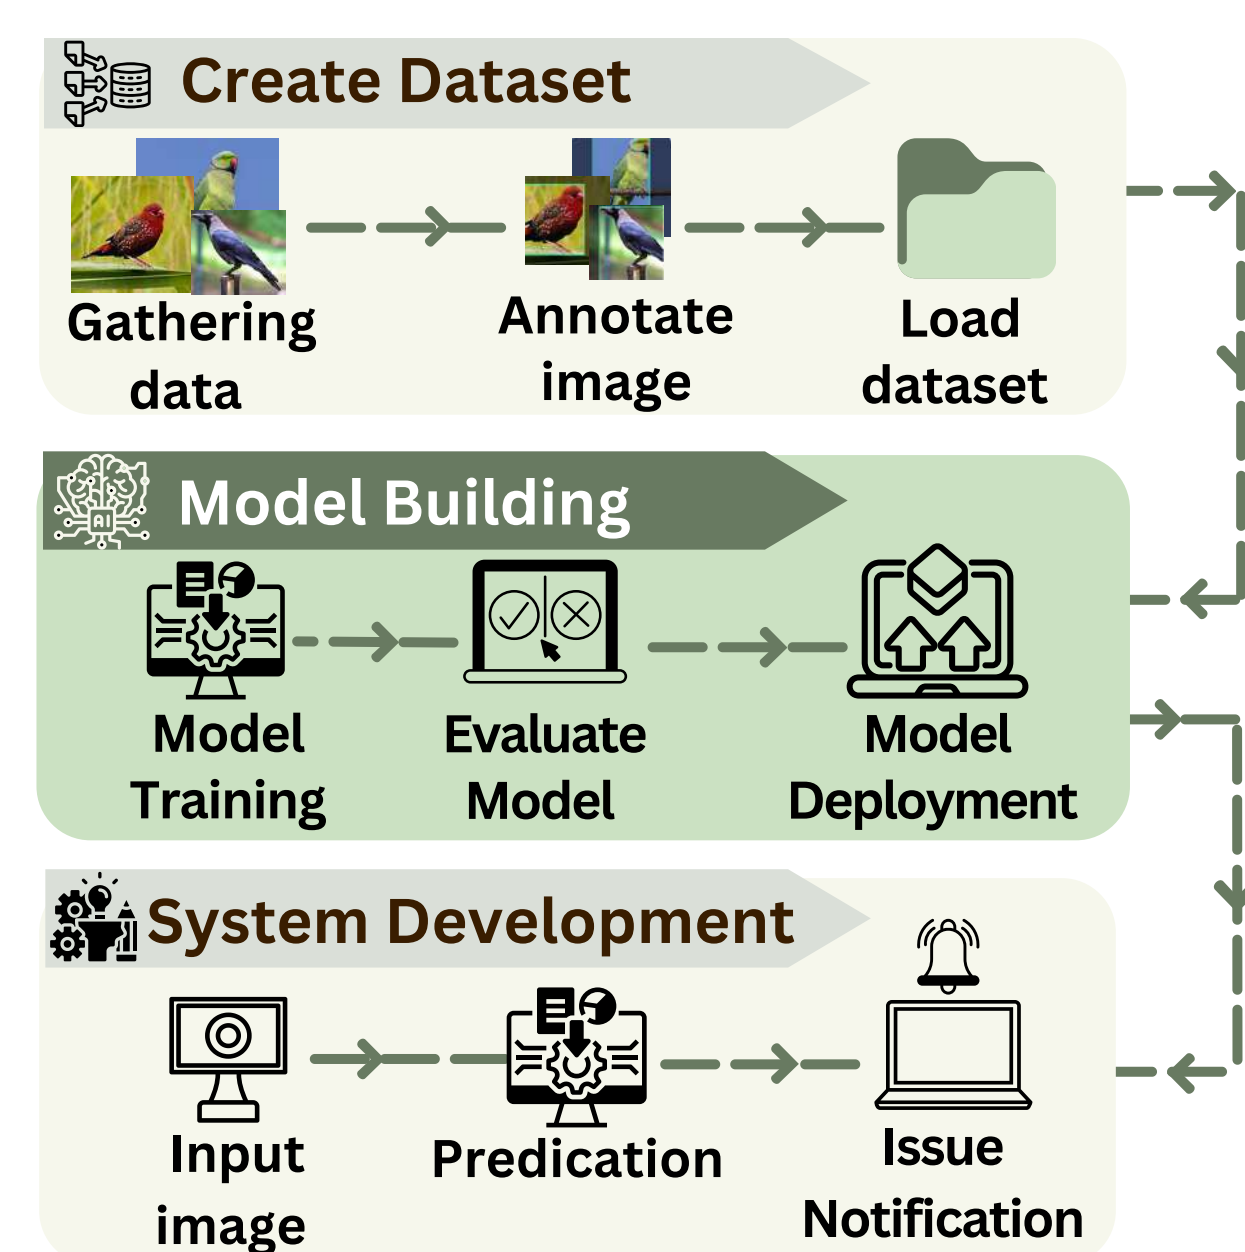 Create Dataset
Gathering
data
Annotate
image
Load
dataset
Model Building
AI
Model
Training
Evaluate
Model
Model
Deployment
System Development
Input
image
Predication
Issue
Notification